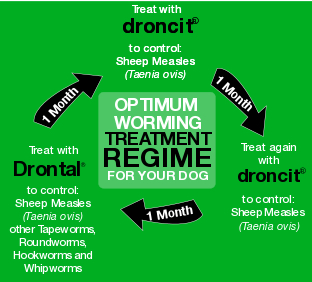 Treat with
droncit®
to control:
Sheep Measles
(Taenia ovis)
1 Month
Treat again
with
droncit®
to control:
Sheep Measles
(Taenia ovis)
1 Month
Treat with
Drontal®
to control:
Sheep Measles
(Taenia ovis)
other Tapeworms,
Roundworms,
Hookworms and
Whipworms
1 Month
OPTIMUM
WORMING
TREATMENT
REGIME
FOR YOUR DOG